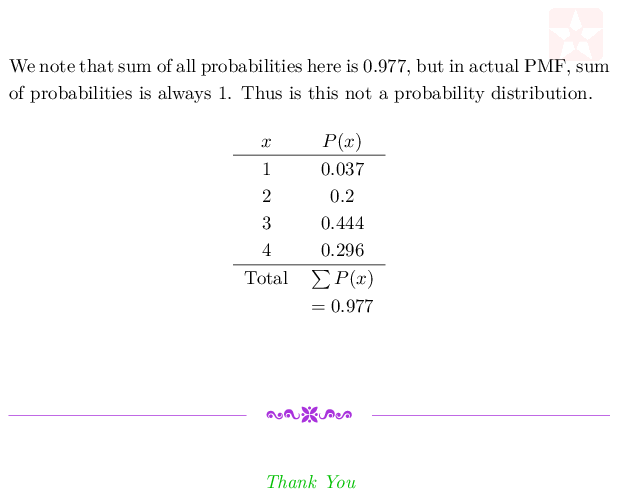 We note that sum of all probabilities here is 0.977, but in actual PMF, sum
of probabilities is always 1. Thus is this not a probability distribution.
x P(x)
1 0.037
2 0.2
3 0.444
4 0.296
Total ∑ P(x)
= 0.977
Thank You